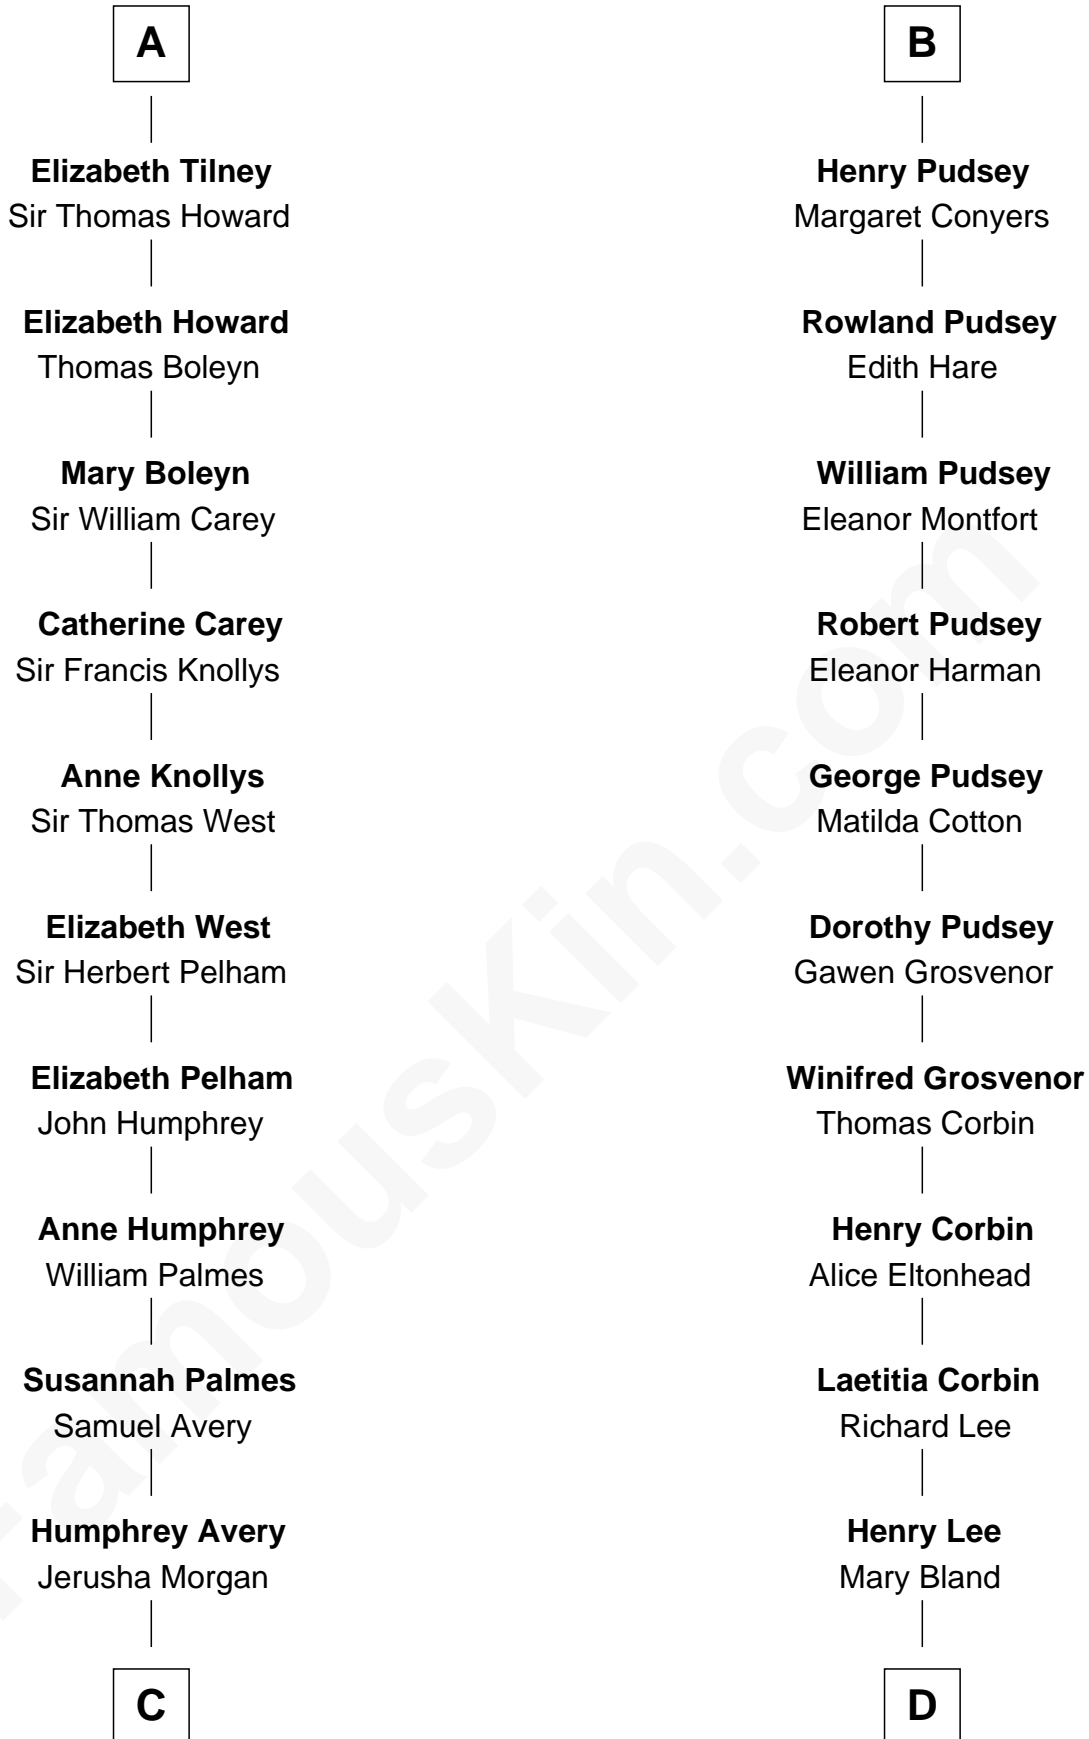 A
Elizabeth Tilney
Sir Thomas Howard
Elizabeth Howard
Thomas Boleyn
Mary Boleyn
Sir William Carey
Catherine Carey
Sir Francis Knollys
Anne Knollys
Sir Thomas West
Elizabeth West
Sir Herbert Pelham
Elizabeth Pelham
John Humphrey
Anne Humphrey
William Palmes
Susannah Palmes
Samuel Avery
Humphrey Avery
Jerusha Morgan
C
B
Henry Pudsey
Margaret Conyers
Rowland Pudsey
Edith Hare
William Pudsey
Eleanor Montfort
Robert Pudsey
Eleanor Harman
George Pudsey
Matilda Cotton
Dorothy Pudsey
Gawen Grosvenor
Winifred Grosvenor
Thomas Corbin
Henry Corbin
Alice Eltonhead
Laetitia Corbin
Richard Lee
Henry Lee
Mary Bland
D
FamousKin.com